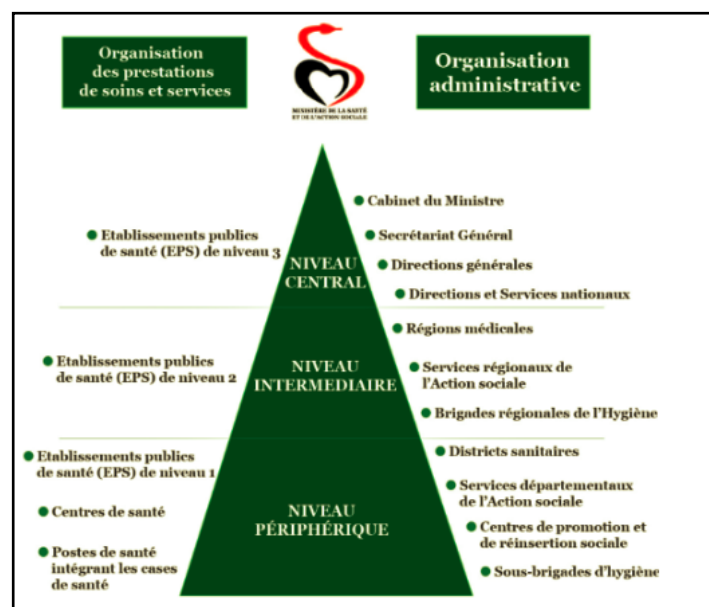 Organisation
des prestations
de soins et services
MINISTÈRE DE LA SANTÉ
ET DE L'ACTION SOCIALE
Organisation
administrative
Etablissements publics
de santé (EPS) de niveau 3
NIVEAU
CENTRAL
Cabinet du Ministre
Secrétariat Général
Directions générales
Directions et Services nationaux
Etablissements publics
de santé (EPS) de niveau 2
NIVEAU
INTERMEDIAIRE
Régions médicales
Services régionaux de
l'Action sociale
Brigades régionales de l'Hygiène
Etablissements publics
de santé (EPS) de niveau 1
Centres de santé
Postes de santé
intégrant les cases
de santé
NIVEAU
PÉRIPHÉRIQUE
Districts sanitaires
Services départementaux
de l'Action sociale
Centres de promotion et
de réinsertion sociale
Sous-brigades d'hygiène